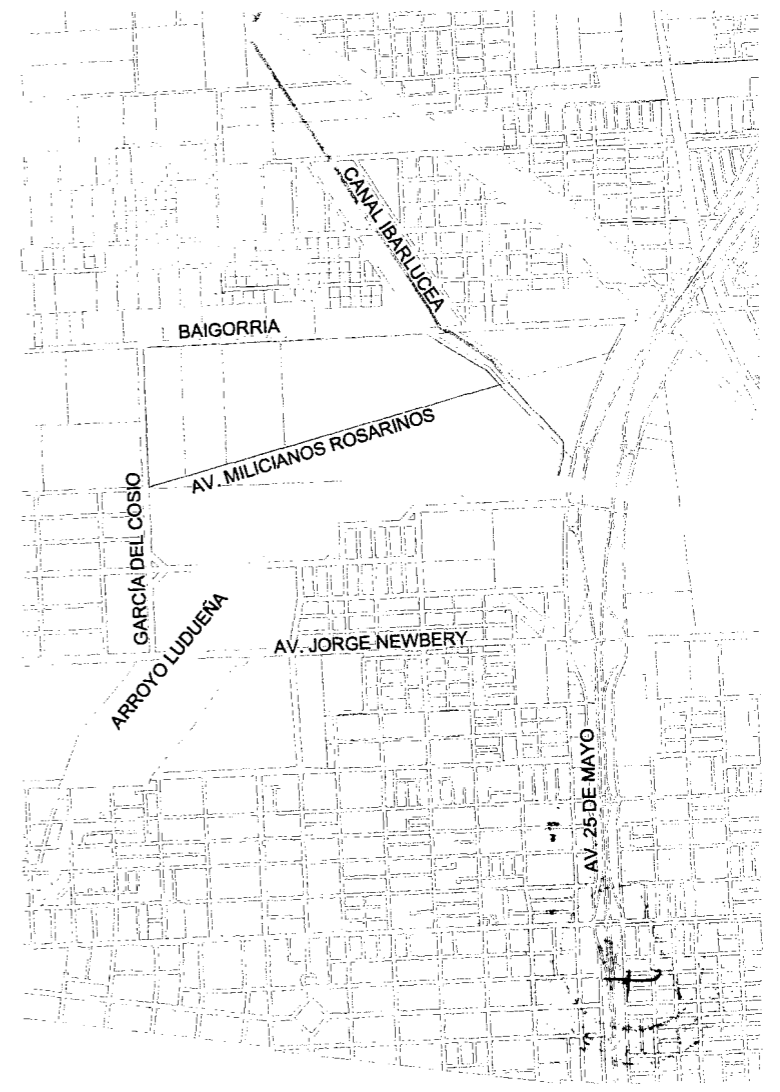 CANAL IBARLUCEA
BAIGORRIA
AV. MILICIANOS ROSARINOS
GARCÍA DEL COSIO
ARROYO LUDUEÑA
AV. JORGE NEWBERY
AV. 25 DE MAYO